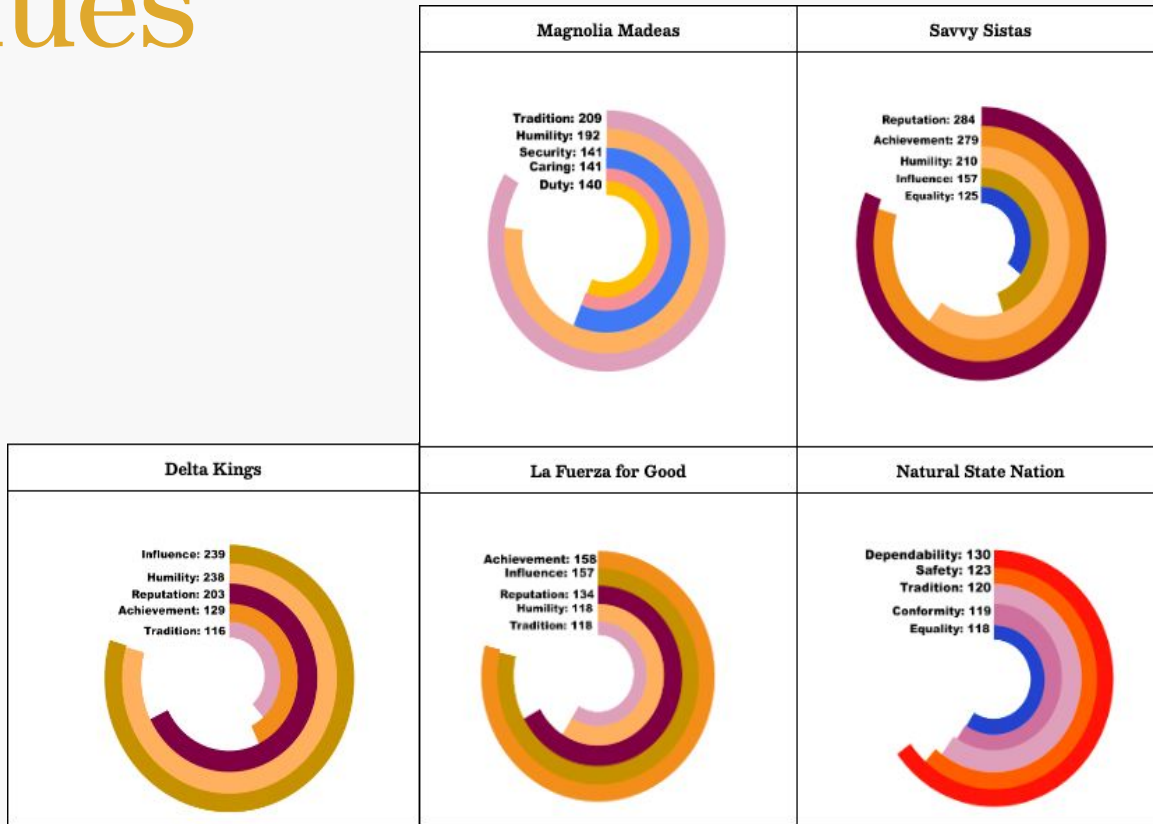 lues
Magnolia Madeas
Tradition: 209
Humility: 192
Security: 141
Caring: 141
Duty: 140
Savvy Sistas
Reputation: 284
Achievement: 279
Humility: 210
Influence: 157
Equality: 125
Delta Kings
Influence: 239
Humility: 238
Reputation: 203
Achievement: 129
Tradition: 116
La Fuerza for Good
Achievement: 158
Influence: 157
Reputation: 134
Humility: 118
Tradition: 118
Natural State Nation
Dependability: 130
Safety: 123
Tradition: 120
Conformity: 119
Equality: 118